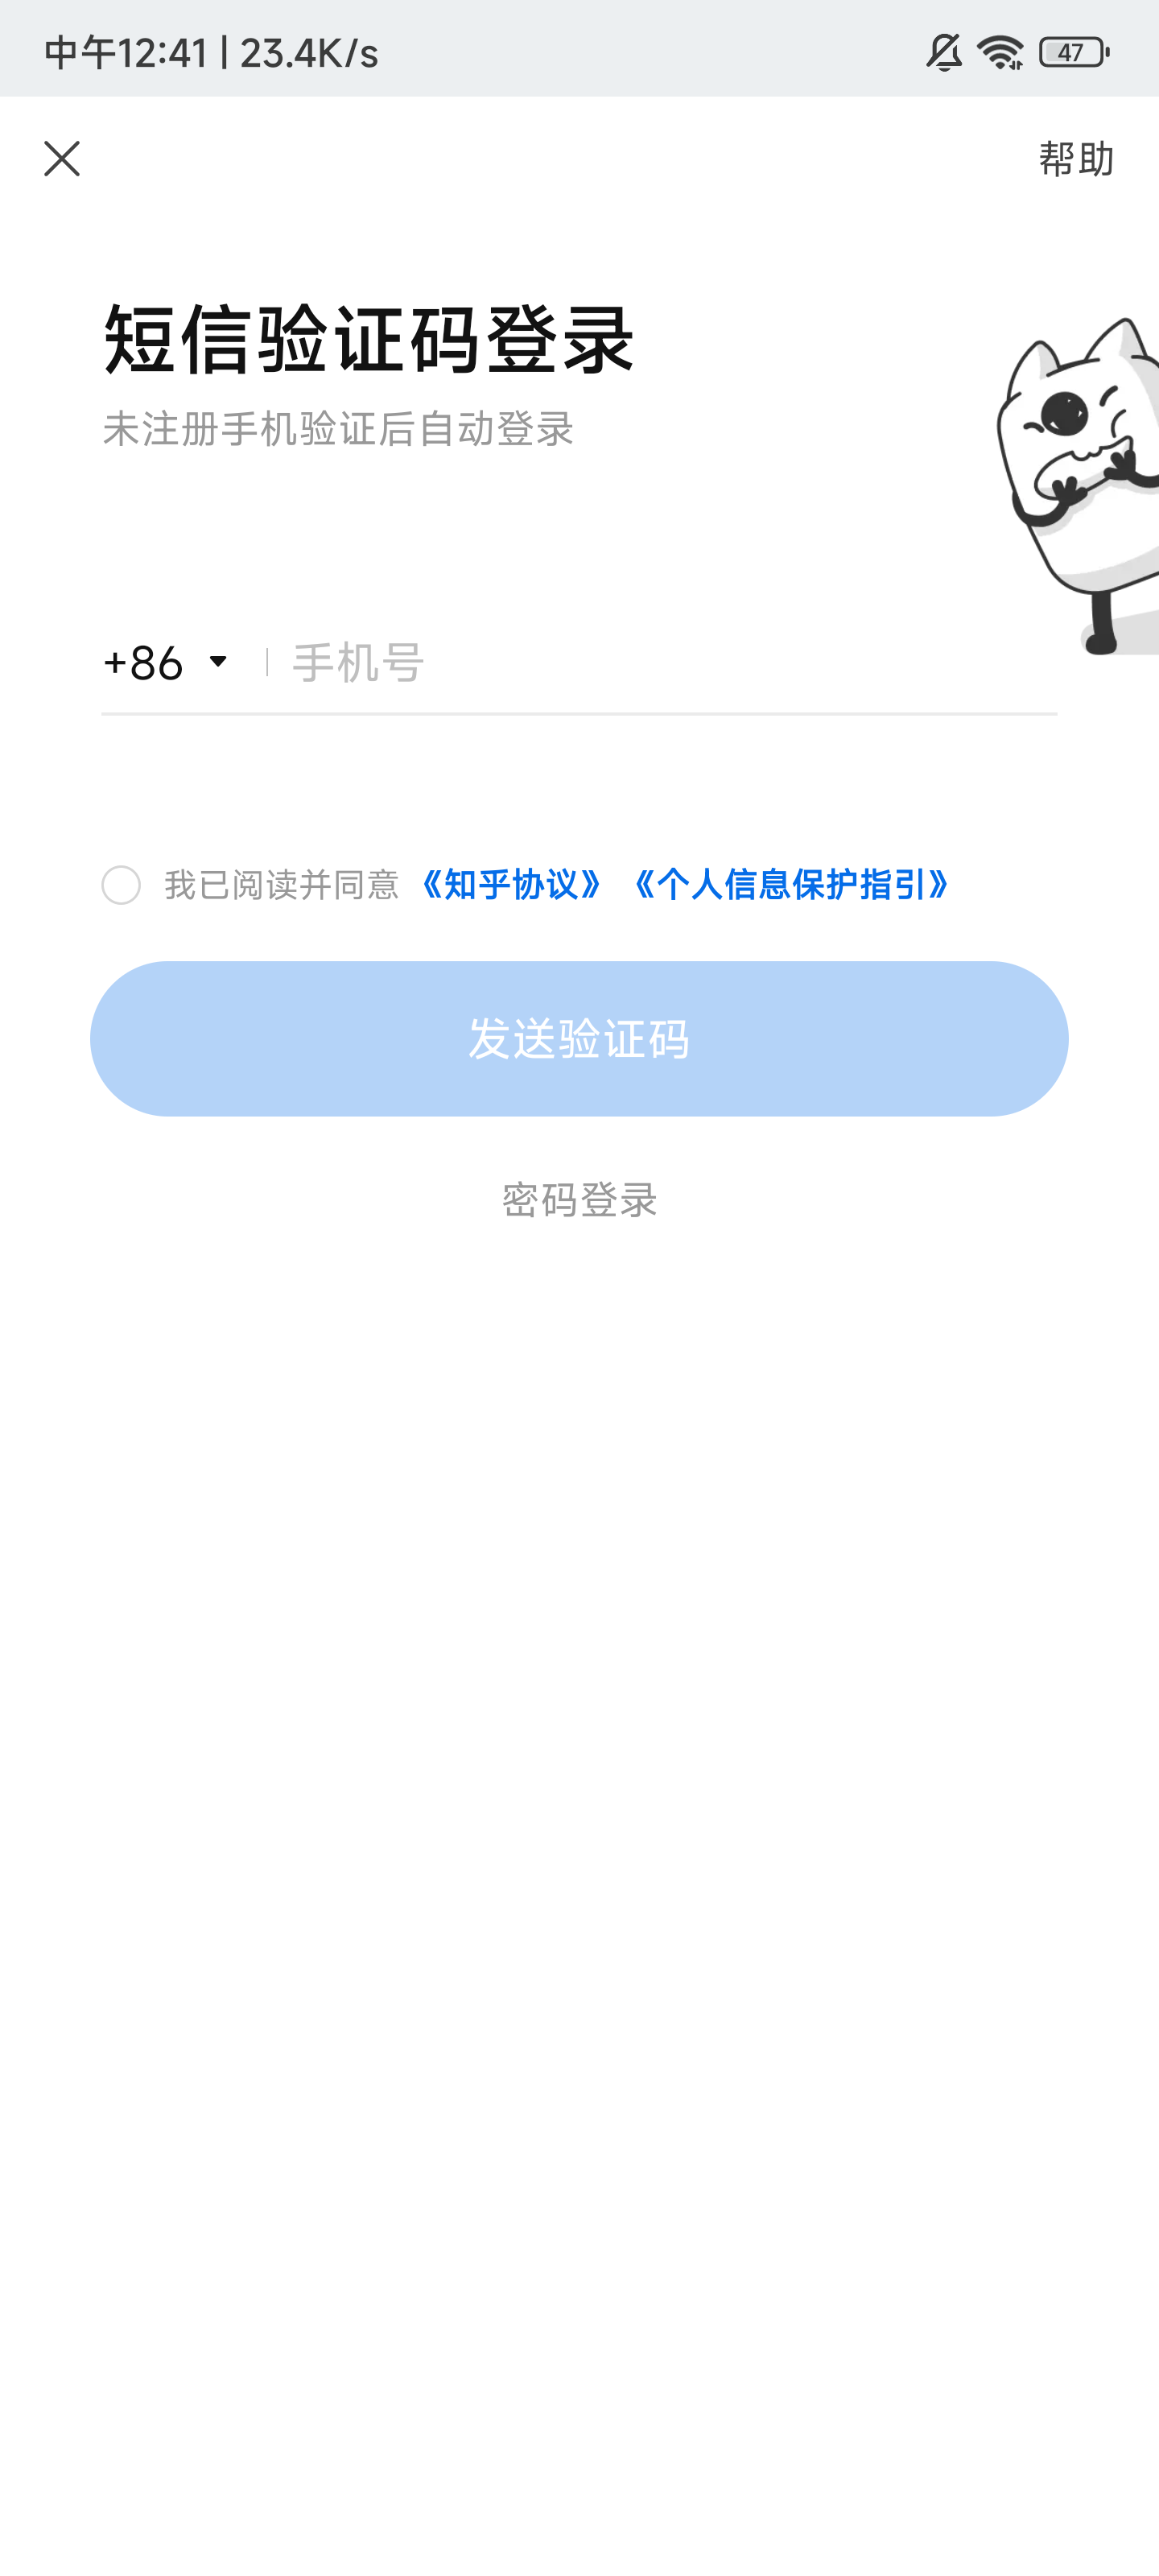 中午12:41 | 23.4K/s
47
帮助
短信验证码登录
未注册手机验证后自动登录
+86 手机号
我已阅读并同意《知乎协议》《个人信息保护指引》
发送验证码
密码登录